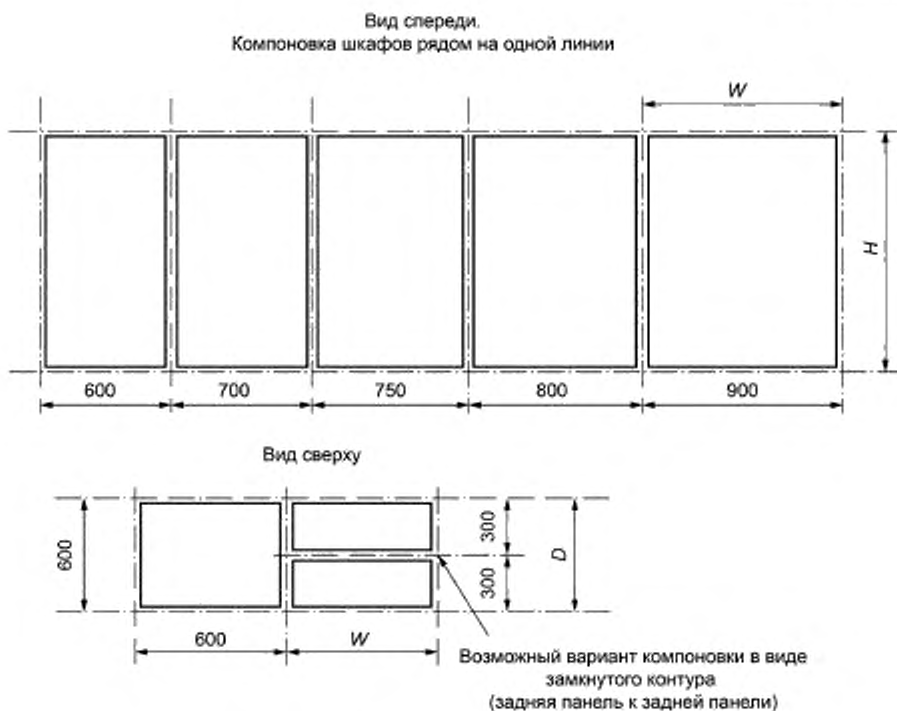 Вид спереди.
Компоновка шкафов рядом на одной линии
W
H
600
700
750
800
900
Вид сверху
600
300
300
D
600
W
Возможный вариант компоновки в виде
замкнутого контура
(задняя панель к задней панели)